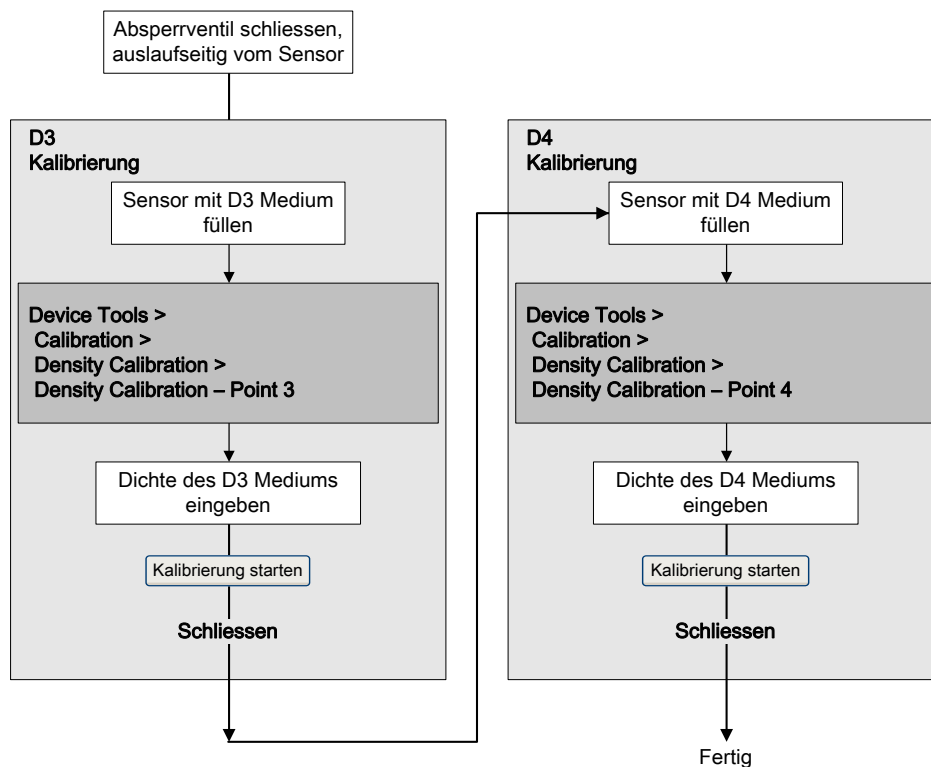 Absperrventil schliessen,
auslaufseitig vom Sensor
D3
Kalibrierung
Sensor mit D3 Medium
füllen
Device Tools >
Calibration >
Density Calibration >
Density Calibration – Point 3
Dichte des D3 Mediums
eingeben
Kalibrierung starten
Schliessen
D4
Kalibrierung
Sensor mit D4 Medium
füllen
Device Tools >
Calibration >
Density Calibration >
Density Calibration – Point 4
Dichte des D4 Mediums
eingeben
Kalibrierung starten
Schliessen
Fertig